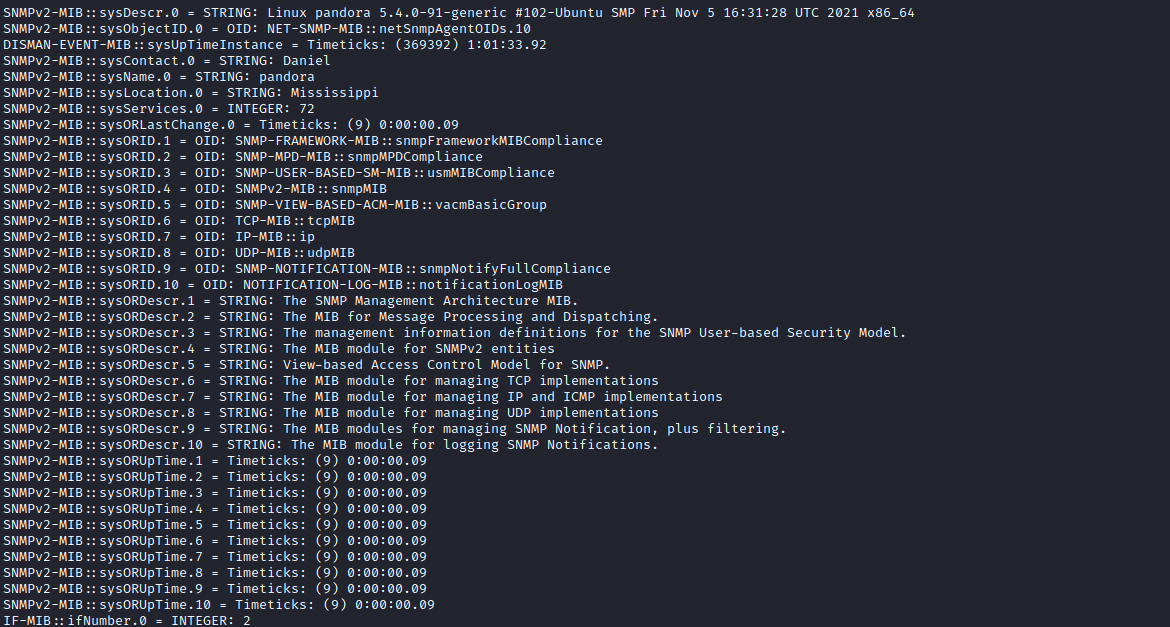 SNMPv2-MIB::sysDescr.0 = STRING: Linux pandora 5.4.0-91-generic #102-Ubuntu SMP Fri Nov 5 16:31:28 UTC 2021 x86_64
SNMPv2-MIB::sysObjectID.0 = OID: NET-SNMP-MIB::netSnmpAgentOIDs.10
DISMAN-EVENT-MIB::sysUpTimeInstance = Timeticks: (369392) 1:01:33.92
SNMPv2-MIB::sysContact.0 = STRING: Daniel
SNMPv2-MIB::sysName.0 = STRING: pandora
SNMPv2-MIB::sysLocation.0 = STRING: Mississippi
SNMPv2-MIB::sysServices.0 = INTEGER: 72
SNMPv2-MIB::sysORLastChange.0 = Timeticks: (9) 0:00:00.09
SNMPv2-MIB::sysORID.1 = OID: SNMP-FRAMEWORK-MIB::snmpFrameworkMIBCompliance
SNMPv2-MIB::sysORID.2 = OID: SNMP-MPD-MIB::snmpMPDCompliance
SNMPv2-MIB::sysORID.3 = OID: SNMP-USER-BASED-SM-MIB::usmMIBCompliance
SNMPv2-MIB::sysORID.4 = OID: SNMPv2-MIB::snmpMIB
SNMPv2-MIB::sysORID.5 = OID: SNMP-VIEW-BASED-ACM-MIB::vacmBasicGroup
SNMPv2-MIB::sysORID.6 = OID: TCP-MIB::tcpMIB
SNMPv2-MIB::sysORID.7 = OID: IP-MIB::ip
SNMPv2-MIB::sysORID.8 = OID: UDP-MIB::udpMIB
SNMPv2-MIB::sysORID.9 = OID: SNMP-NOTIFICATION-MIB::snmpNotifyFullCompliance
SNMPv2-MIB::sysORID.10 = OID: NOTIFICATION-LOG-MIB::notificationLogMIB
SNMPv2-MIB::sysORDescr.1 = STRING: The SNMP Management Architecture MIB.
SNMPv2-MIB::sysORDescr.2 = STRING: The MIB for Message Processing and Dispatching.
SNMPv2-MIB::sysORDescr.3 = STRING: The management information definitions for the SNMP User-based Security Model.
SNMPv2-MIB::sysORDescr.4 = STRING: The MIB module for SNMPv2 entities
SNMPv2-MIB::sysORDescr.5 = STRING: View-based Access Control Model for SNMP.
SNMPv2-MIB::sysORDescr.6 = STRING: The MIB module for managing TCP implementations
SNMPv2-MIB::sysORDescr.7 = STRING: The MIB module for managing IP and ICMP implementations
SNMPv2-MIB::sysORDescr.8 = STRING: The MIB module for managing UDP implementations
SNMPv2-MIB::sysORDescr.9 = STRING: The MIB modules for managing SNMP Notification, plus filtering.
SNMPv2-MIB::sysORDescr.10 = STRING: The MIB module for logging SNMP Notifications.
SNMPv2-MIB::sysORUpTime.1 = Timeticks: (9) 0:00:00.09
SNMPv2-MIB::sysORUpTime.2 = Timeticks: (9) 0:00:00.09
SNMPv2-MIB::sysORUpTime.3 = Timeticks: (9) 0:00:00.09
SNMPv2-MIB::sysORUpTime.4 = Timeticks: (9) 0:00:00.09
SNMPv2-MIB::sysORUpTime.5 = Timeticks: (9) 0:00:00.09
SNMPv2-MIB::sysORUpTime.6 = Timeticks: (9) 0:00:00.09
SNMPv2-MIB::sysORUpTime.7 = Timeticks: (9) 0:00:00.09
SNMPv2-MIB::sysORUpTime.8 = Timeticks: (9) 0:00:00.09
SNMPv2-MIB::sysORUpTime.9 = Timeticks: (9) 0:00:00.09
SNMPv2-MIB::sysORUpTime.10 = Timeticks: (9) 0:00:00.09
IF-MIB::ifNumber.0 = INTEGER: 2